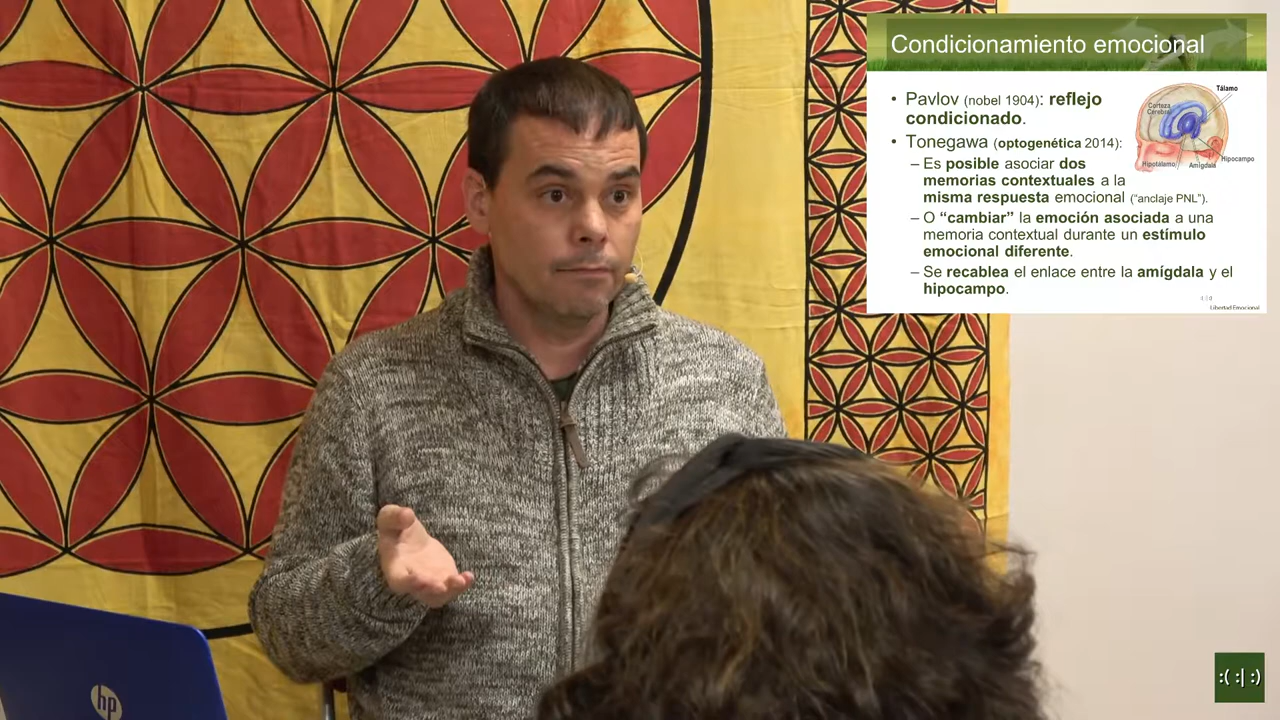 Condicionamiento emocional
• Pavlov (nobel 1904): reflejo
condicionado.
• Tonegawa (optogenética 2014):
– Es posible asociar dos
memorias contextuales a la
misma respuesta emocional (“anclaje PNL”).
– O “cambiar” la emoción asociada a una
memoria contextual durante un estímulo
emocional diferente.
– Se recablea el enlace entre la amígdala y el
hipocampo.
Tálamo
Corteza
Cerebral
Hipotálamo
Amígdala
Hipocampo
Libertad Emocional
hp
:( :| :)